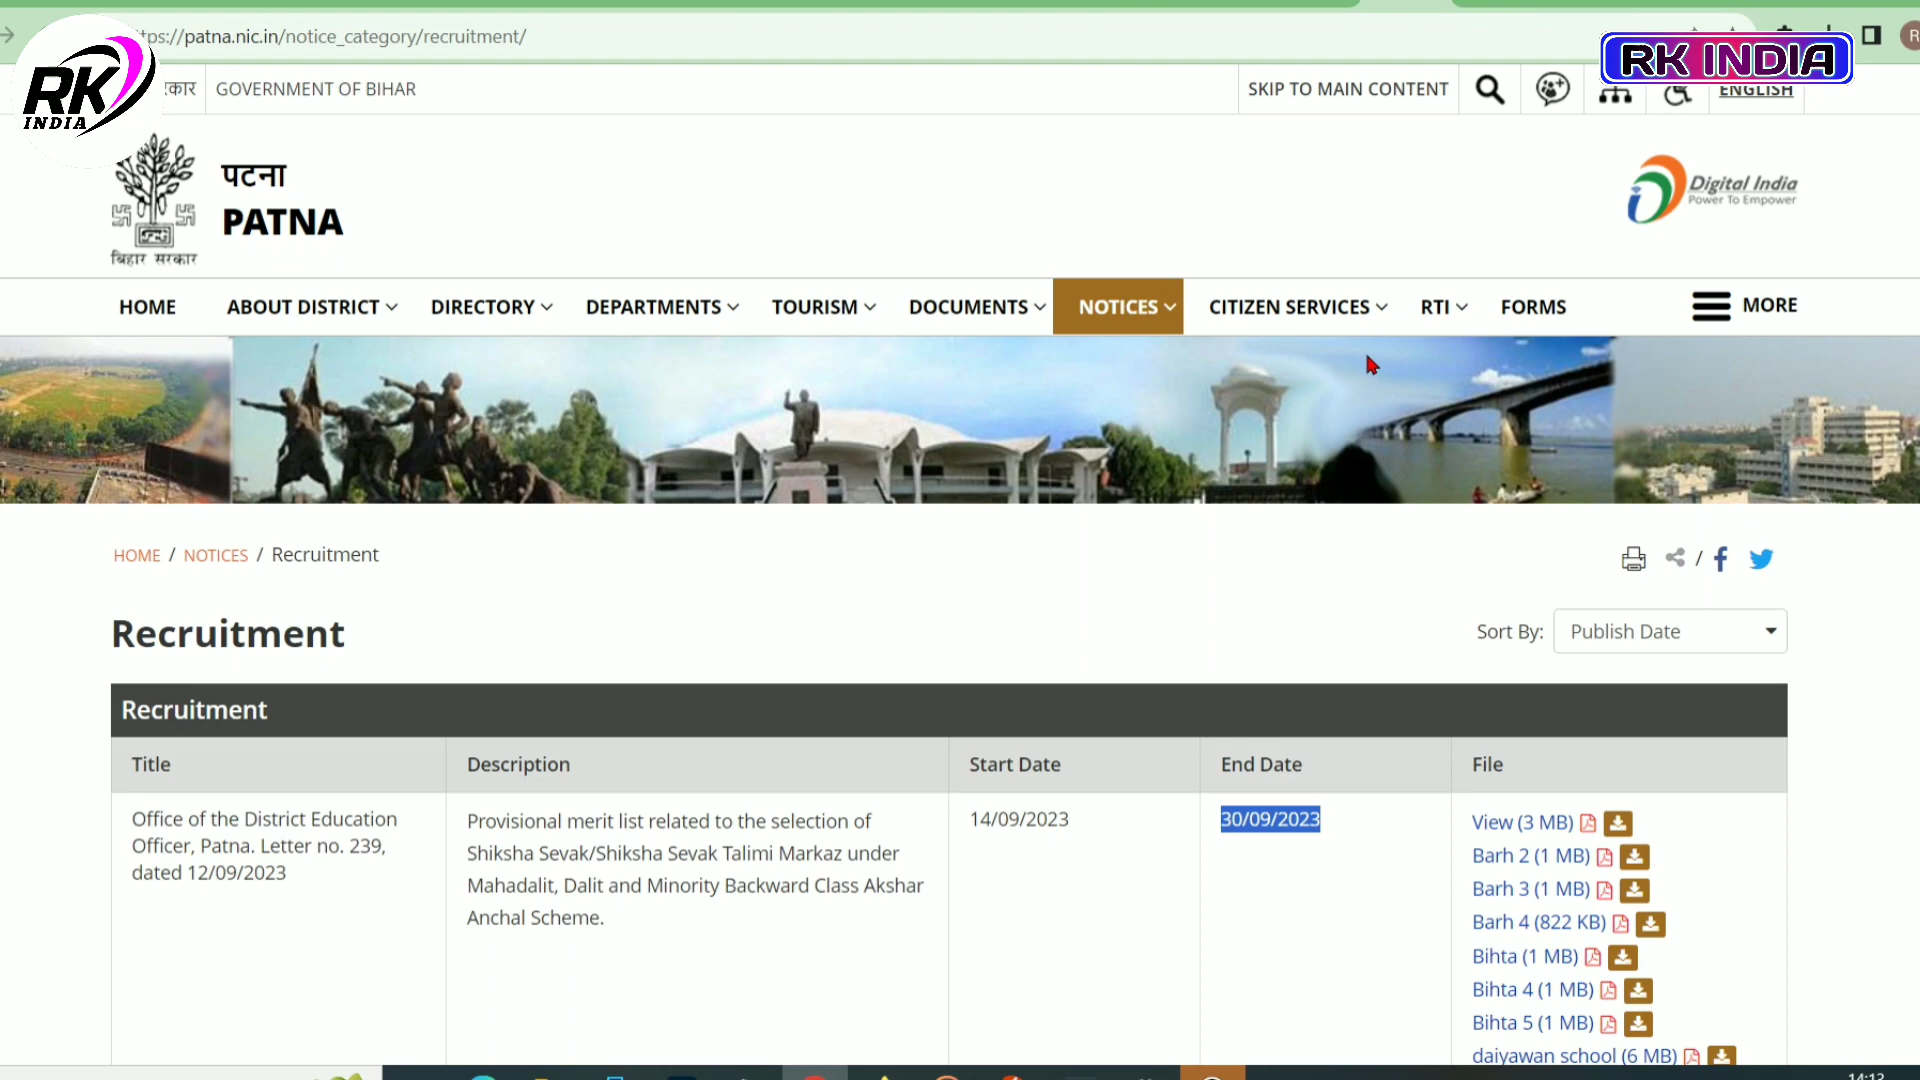 ttps://patna.nic.in/notice_category/recruitment/
RK
INDIA
RK INDIA
GOVERNMENT OF BIHAR
SKIP TO MAIN CONTENT
ENGLISH
पटना
PATNA
बिहार सरकार
Digital India
Power To Empower
HOME
ABOUT DISTRICT
DIRECTORY
DEPARTMENTS
TOURISM
DOCUMENTS
NOTICES
CITIZEN SERVICES
RTI
FORMS
MORE
HOME / NOTICES / Recruitment
Recruitment
Sort By: Publish Date
Recruitment
Title
Description
Start Date
End Date
File
Office of the District Education
Officer, Patna. Letter no. 239,
dated 12/09/2023
Provisional merit list related to the selection of
Shiksha Sevak/Shiksha Sevak Talimi Markaz under
Mahadalit, Dalit and Minority Backward Class Akshar
Anchal Scheme.
14/09/2023
30/09/2023
View (3 MB)
Barh 2 (1 MB)
Barh 3 (1 MB)
Barh 4 (822 KB)
Bihta (1 MB)
Bihta 4 (1 MB)
Bihta 5 (1 MB)
daiyawan school (6 MB)
14:13